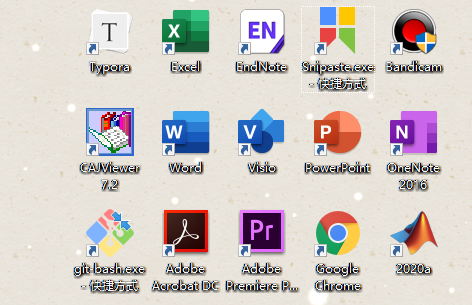 T
X
EN
Typora
Excel
EndNote
Snipaste.exe
- 快捷方式
Bandicam
W
V
P
N
CAJViewer
7.2
Word
Visio
PowerPoint
OneNote
2016
Pr
git-bash.exe
- 快捷方式
Adobe
Acrobat DC
Adobe
Premiere P...
Google
Chrome
2020a